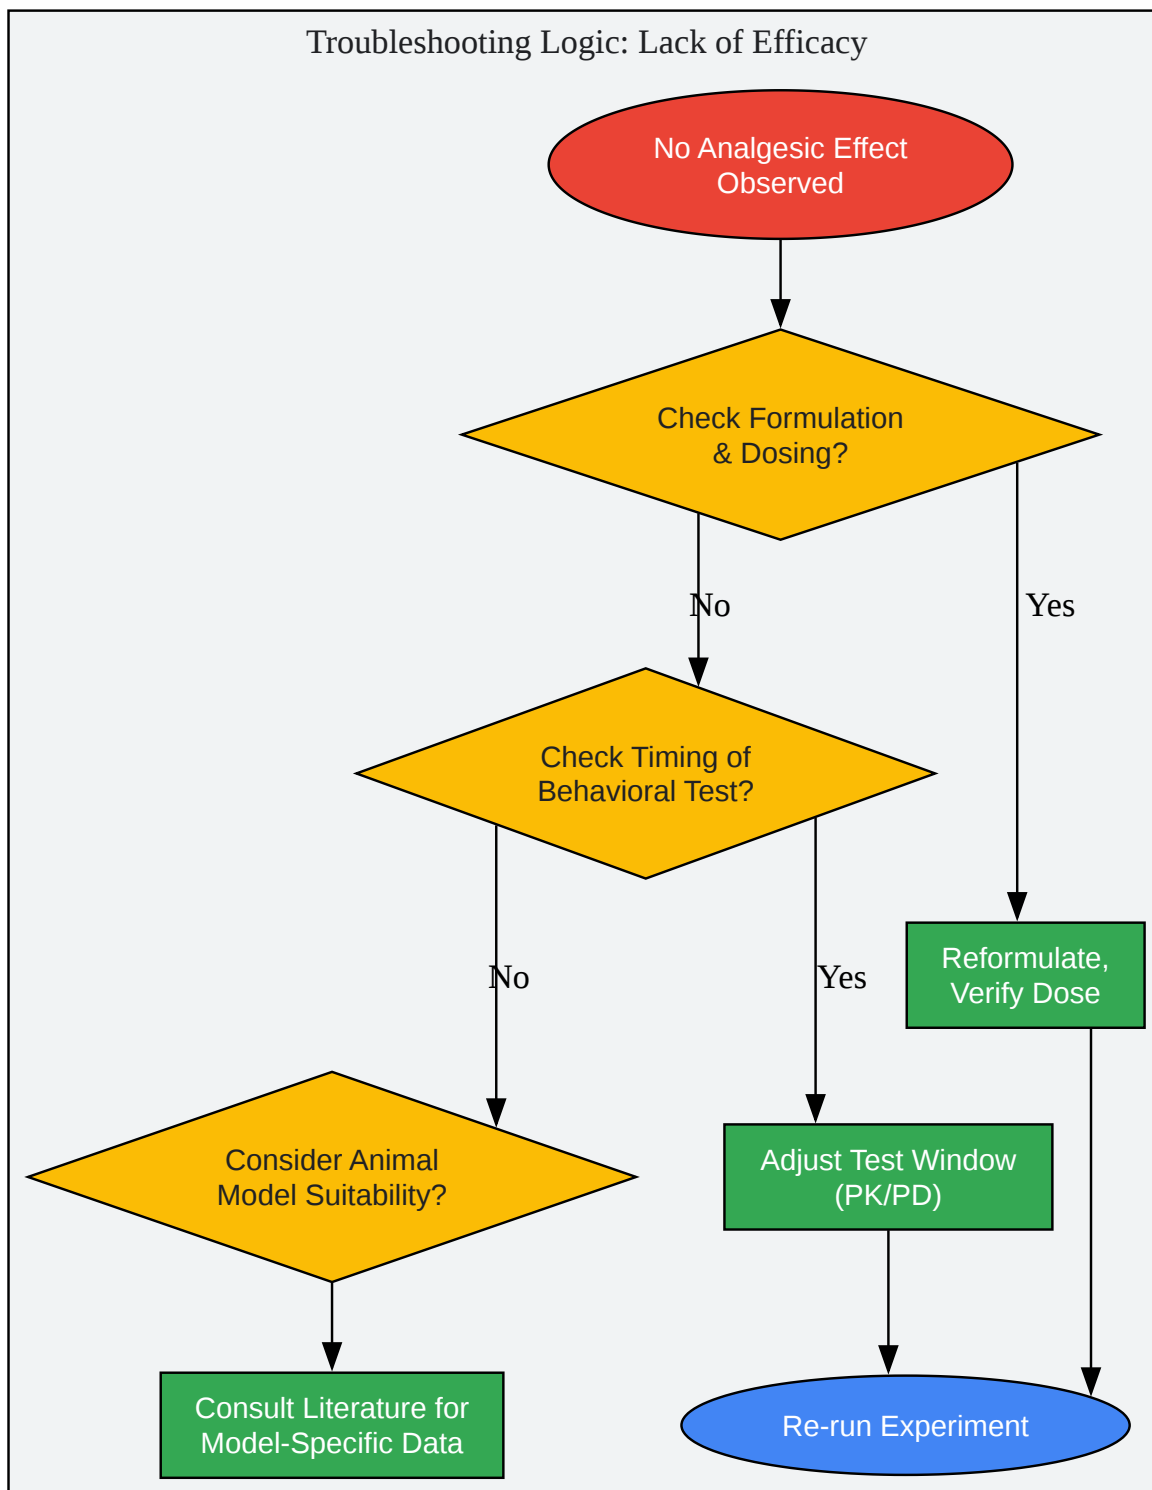 Troubleshooting Logic: Lack of Efficacy
No Analgesic Effect
Observed
Check Formulation
& Dosing?
No
Yes
Check Timing of
Behavioral Test?
No
Yes
Reformulate,
Verify Dose
Consider Animal
Model Suitability?
Adjust Test Window
(PK/PD)
Consult Literature for
Model-Specific Data
Re-run Experiment